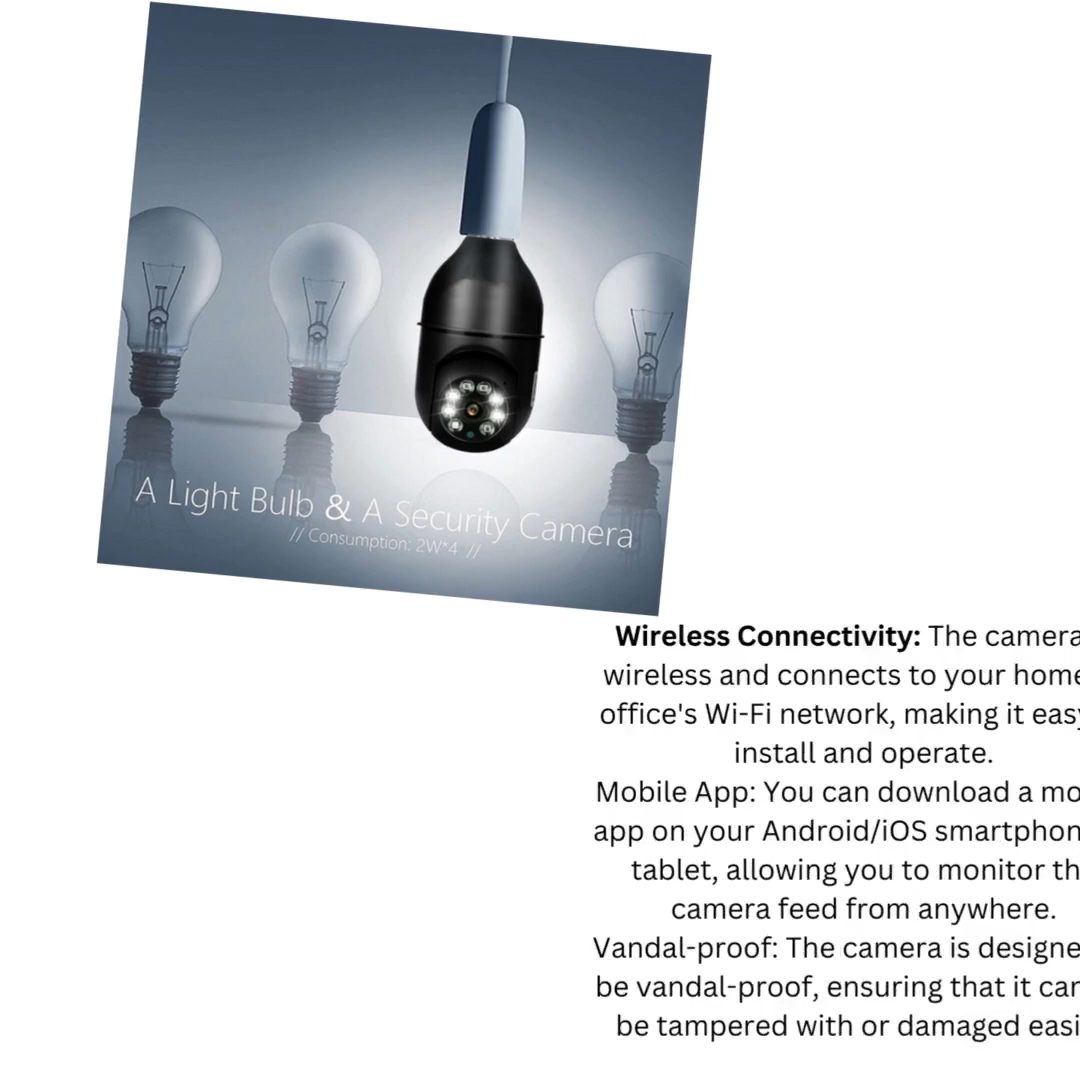 A Light Bulb & A Security Camera
// Consumption: 2W*4 //
Wireless Connectivity: The camera
wireless and connects to your home
office's Wi-Fi network, making it easy
install and operate.
Mobile App: You can download a mo
app on your Android/iOS smartphon
tablet, allowing you to monitor th
camera feed from anywhere.
Vandal-proof: The camera is designe
be vandal-proof, ensuring that it can
be tampered with or damaged easi